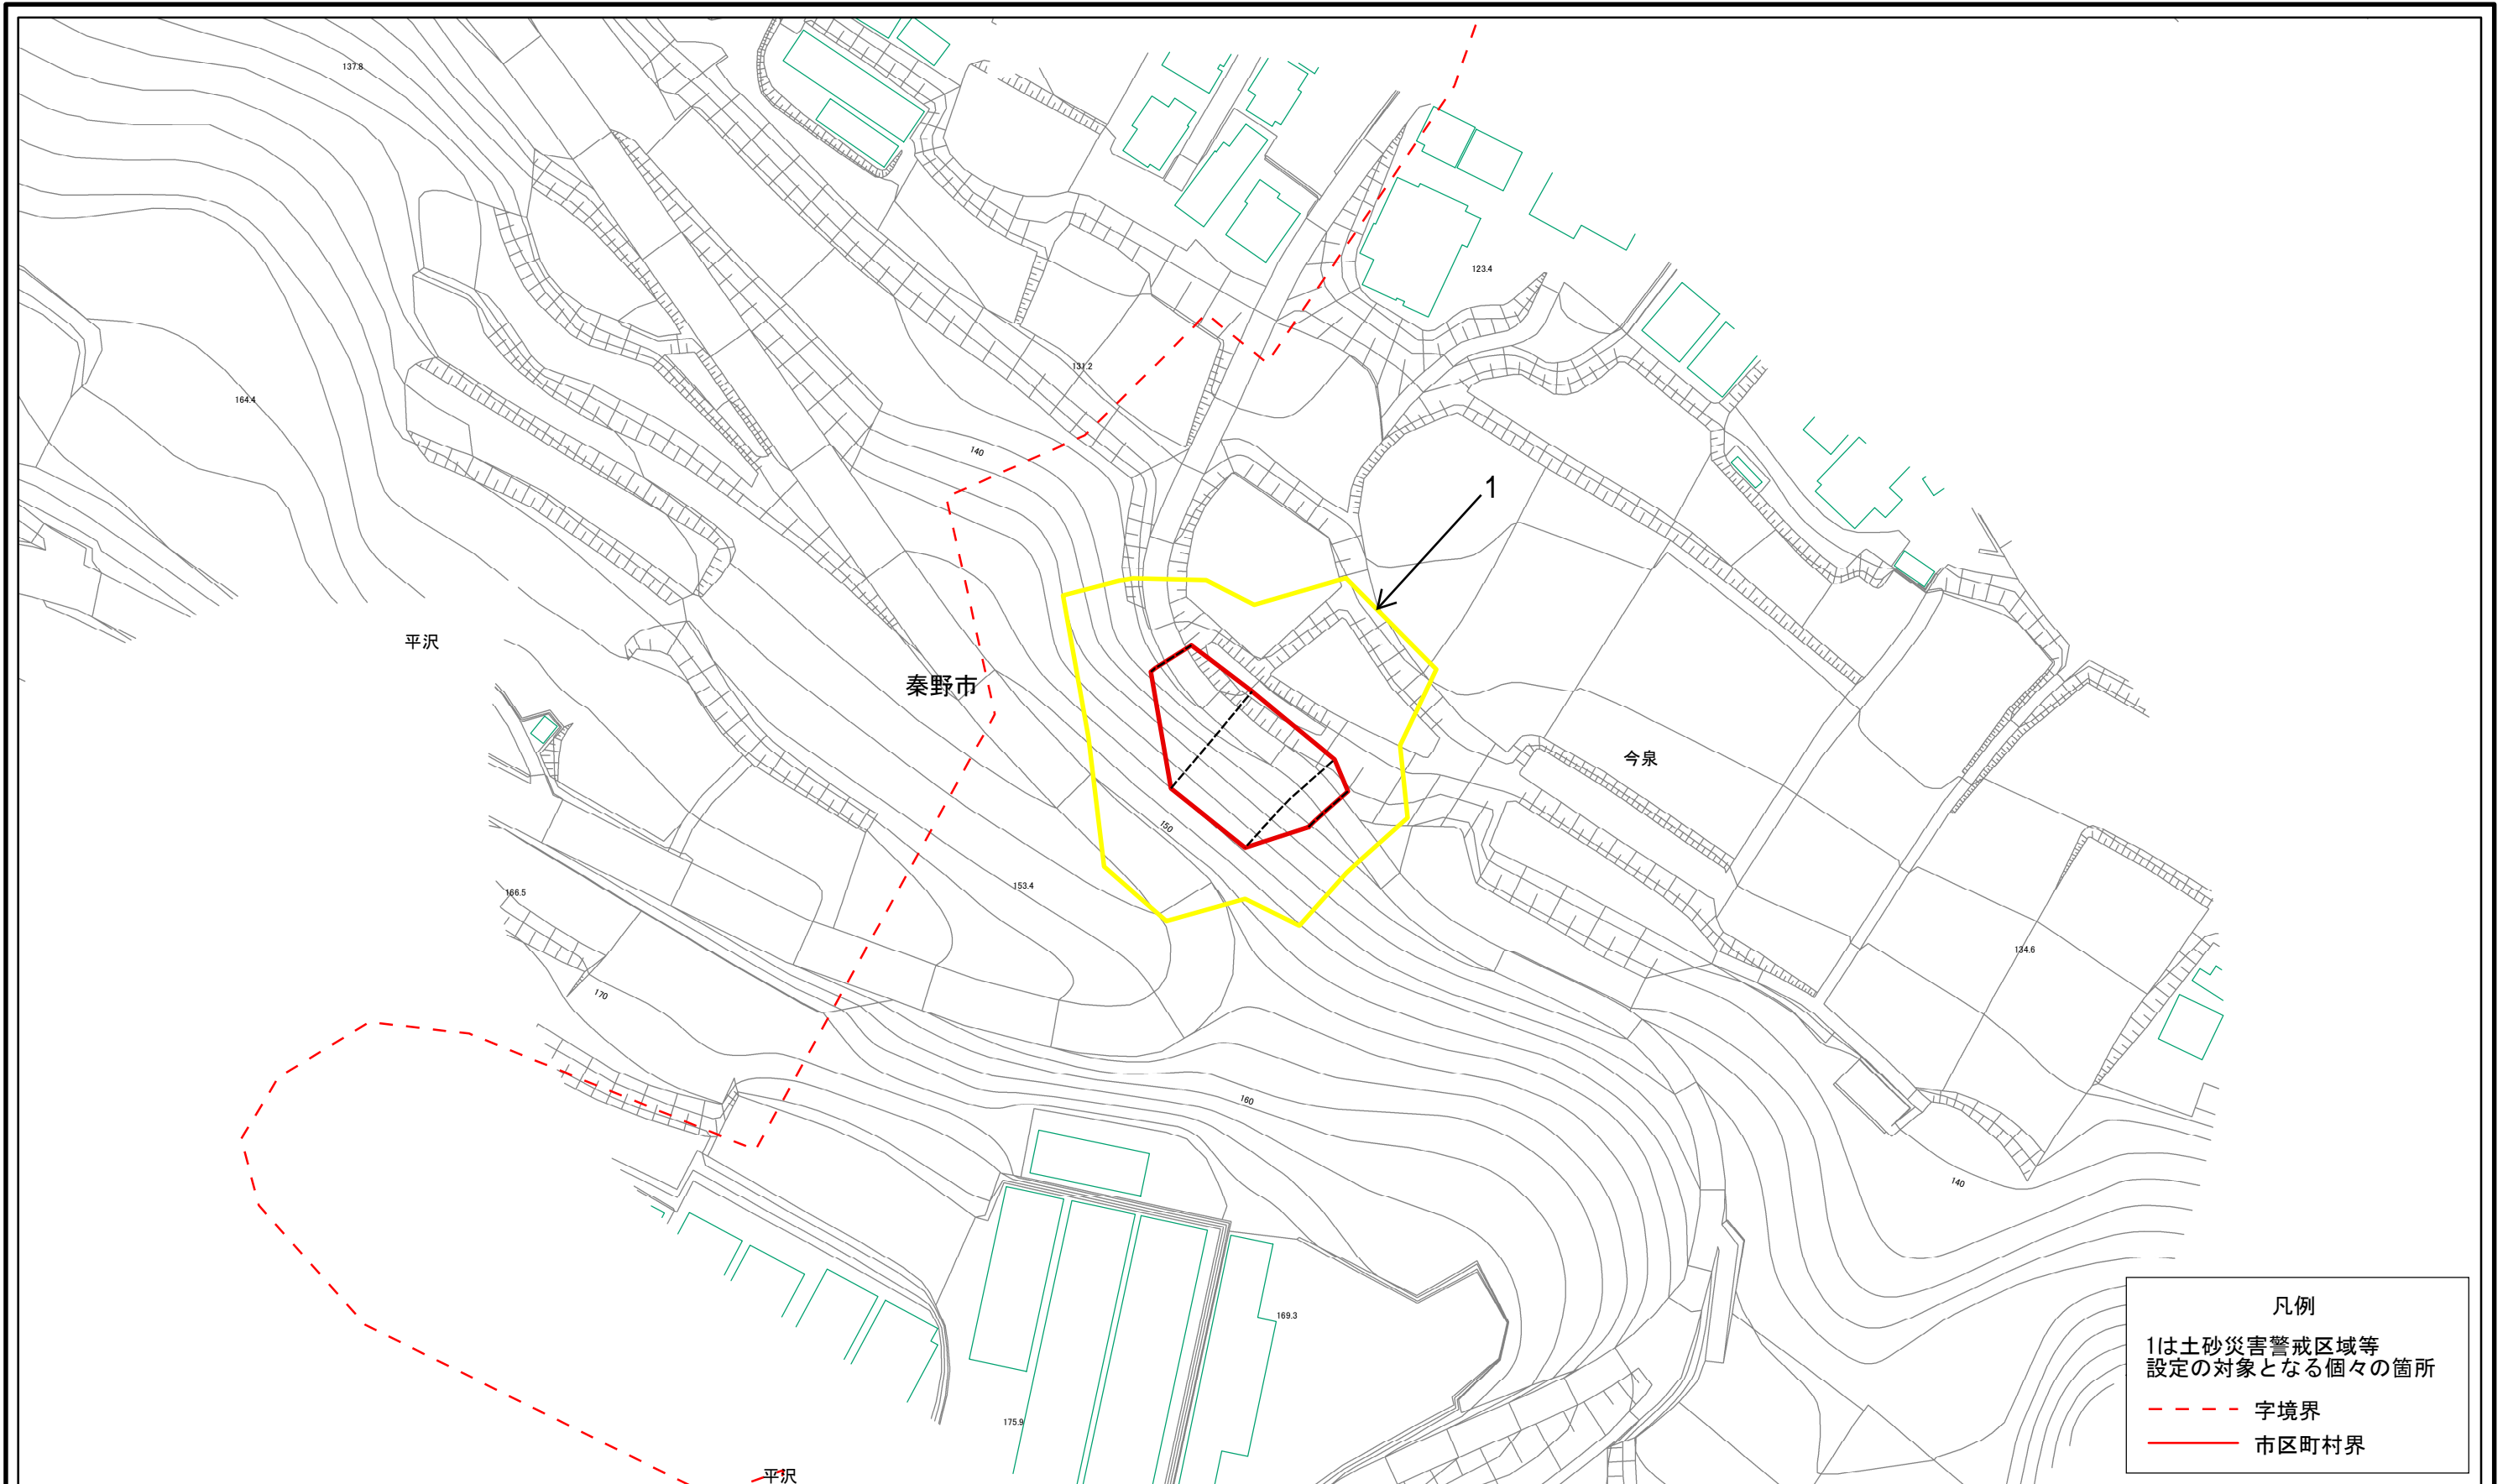 137.8
123.4
131.2
164.4
140
1
平沢
秦野市
今泉
150
153.4
166.5
134.6
170
160
140
169.3
175.9
平沢
凡例
1は土砂災害警戒区域等
設定の対象となる個々の箇所
字境界
市区町村界